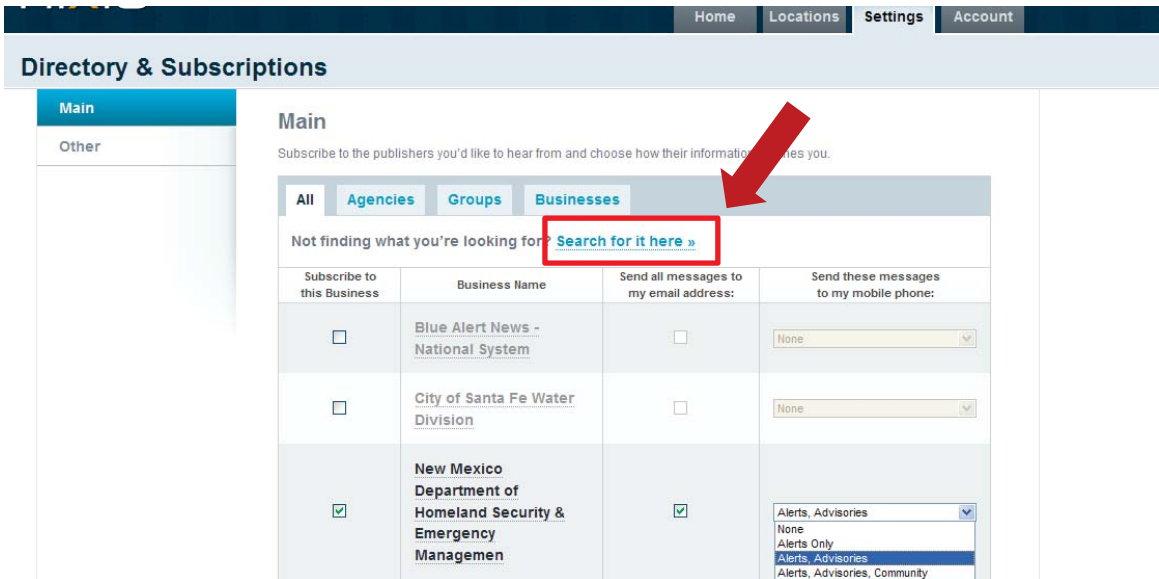 Home Locations Settings Account
Directory & Subscriptions
Main
Other
Main
Subscribe to the publishers you'd like to hear from and choose how their information you.
All Agencies Groups Businesses
Not finding what you're looking for? Search for it here »
Subscribe to
this Business
Business Name
Send all messages to
my email address:
Send these messages
to my mobile phone:
Blue Alert News -
National System
None
City of Santa Fe Water
Division
None
New Mexico
Department of
Homeland Security &
Emergency
Managemen
Alerts, Advisories
None
Alerts Only
Alerts, Advisories
Alerts, Advisories, Community